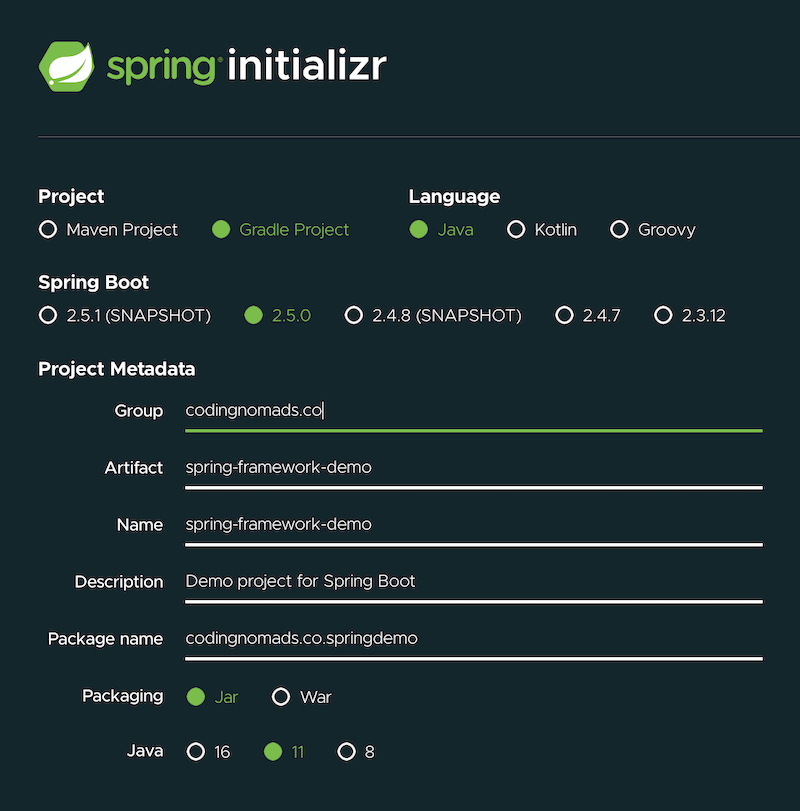 spring initializr
Project Language
Maven Project Gradle Project Java Kotlin Groovy
Spring Boot
2.5.1 (SNAPSHOT) 2.5.0 2.4.8 (SNAPSHOT) 2.4.7 2.3.12
Project Metadata
Group codingnomads.co
Artifact spring-framework-demo
Name spring-framework-demo
Description Demo project for Spring Boot
Package name codingnomads.co.springdemo
Packaging Jar War
Java 16 11 8